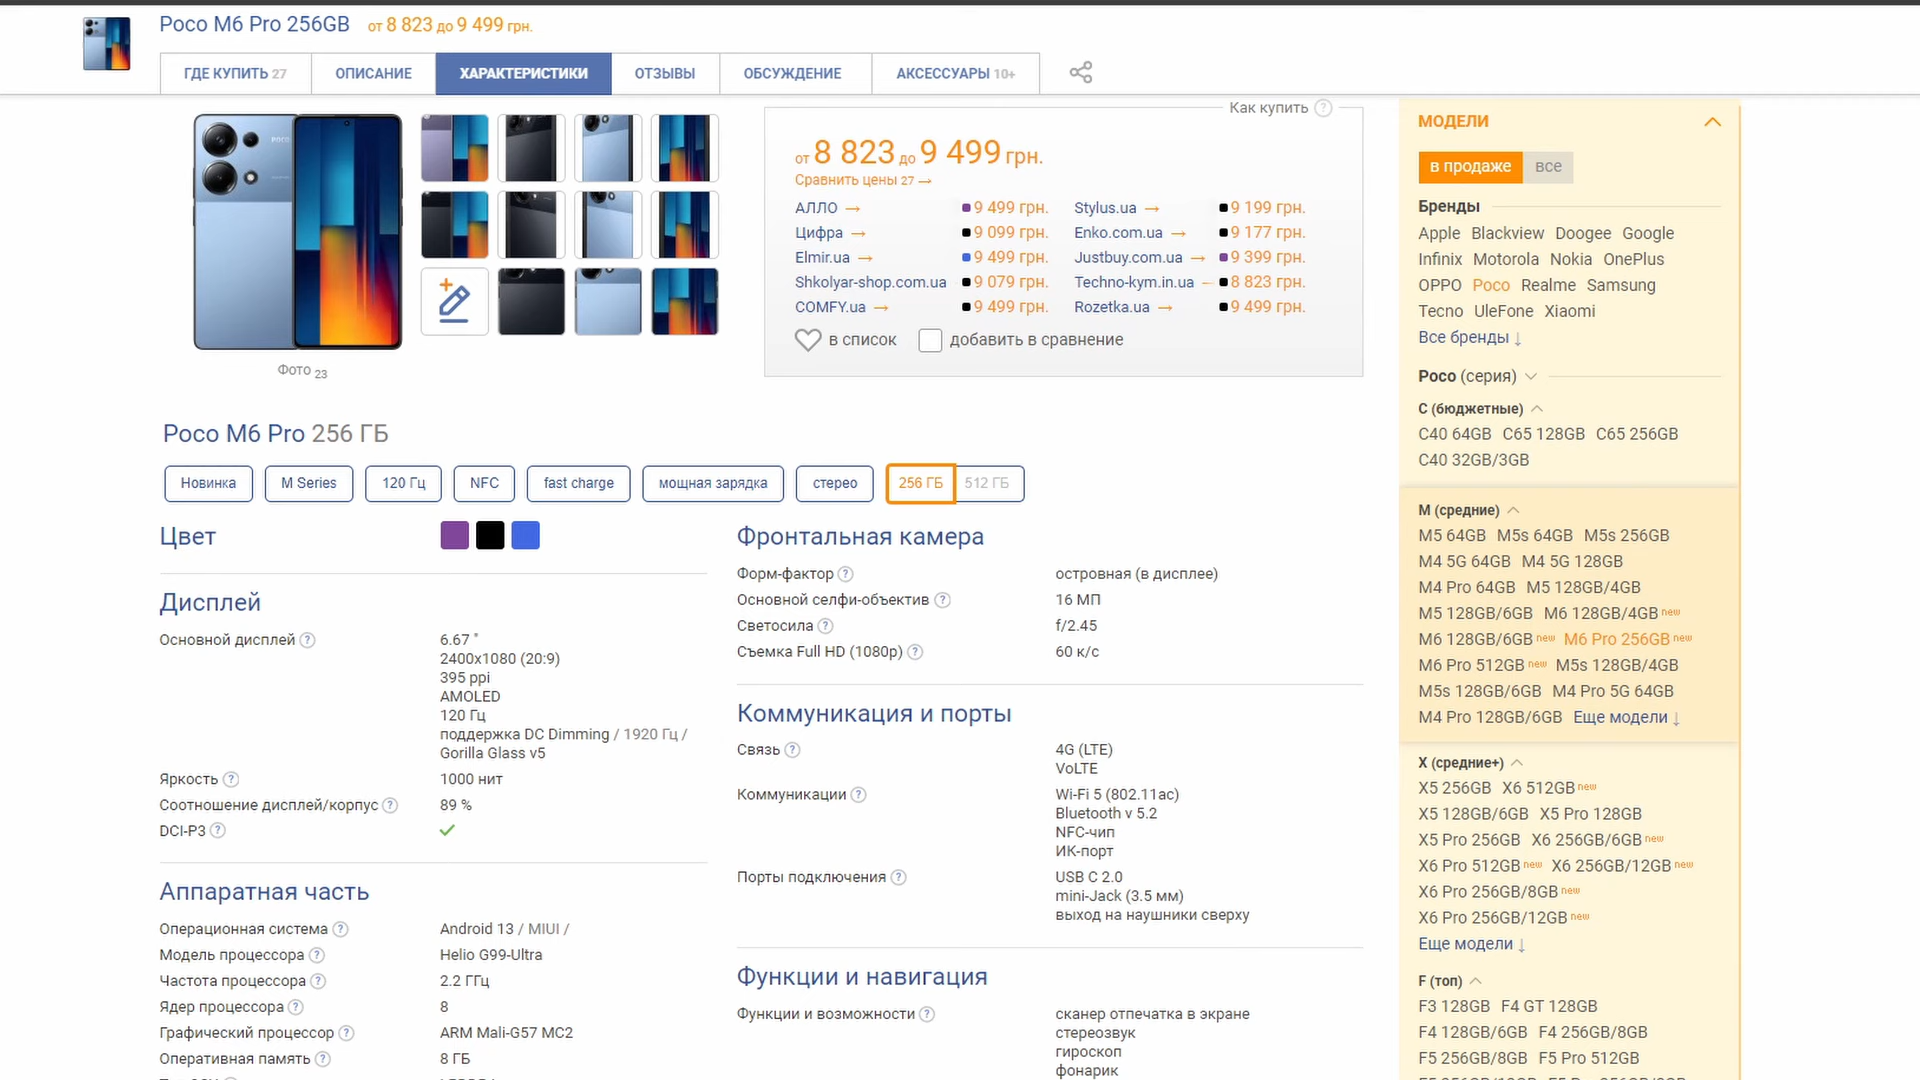 Poco M6 Pro 256GB от 8 823 до 9 499 грн.
ГДЕ КУПИТЬ 27 ОПИСАНИЕ ХАРАКТЕРИСТИКИ ОТЗЫВЫ ОБСУЖДЕНИЕ АКСЕССУАРЫ 10+
Фото 23
Как купить ?
от 8 823 до 9 499 грн.
Сравнить цены 27 →
АЛЛО → 9 499 грн. Stylus.ua → 9 199 грн.
Цифра → 9 099 грн. Enko.com.ua → 9 177 грн.
Elmir.ua → 9 499 грн. Justbuy.com.ua → 9 399 грн.
Shkolyar-shop.com.ua 9 079 грн. Techno-kym.in.ua → 8 823 грн.
COMFY.ua → 9 499 грн. Rozetka.ua → 9 499 грн.
в список добавить в сравнение
Poco M6 Pro 256 ГБ
Новинка M Series 120 Гц NFC fast charge мощная зарядка стерео 256 ГБ 512 ГБ
Цвет
Дисплей
Основной дисплей ? 6.67 "
2400x1080 (20:9)
395 ppi
AMOLED
120 Гц
поддержка DC Dimming / 1920 Гц /
Gorilla Glass v5
Яркость ? 1000 нит
Соотношение дисплей/корпус ? 89 %
DCI-P3 ?
Аппаратная часть
Операционная система ? Android 13 / MIUI /
Модель процессора ? Helio G99-Ultra
Частота процессора ? 2.2 ГГц
Ядер процессора ? 8
Графический процессор ? ARM Mali-G57 MC2
Оперативная память ? 8 ГБ
Фронтальная камера
Форм-фактор ? островная (в дисплее)
Основной селфи-объектив ? 16 МП
Светосила ? f/2.45
Съемка Full HD (1080p) ? 60 к/с
Коммуникация и порты
Связь ? 4G (LTE)
VoLTE
Коммуникации ? Wi-Fi 5 (802.11ac)
Bluetooth v 5.2
NFC-чип
ИК-порт
Порты подключения ? USB C 2.0
mini-Jack (3.5 мм)
выход на наушники сверху
Функции и навигация
Функции и возможности ? сканер отпечатка в экране
стереозвук
гироскоп
фонарик
МОДЕЛИ
в продаже все
Бренды
Apple Blackview Doogee Google
Infinix Motorola Nokia OnePlus
OPPO Poco Realme Samsung
Tecno UleFone Xiaomi
Все бренды ↓
Poco (серия)
C (бюджетные)
C40 64GB C65 128GB C65 256GB
C40 32GB/3GB
M (средние)
M5 64GB M5s 64GB M5s 256GB
M4 5G 64GB M4 5G 128GB
M4 Pro 64GB M5 128GB/4GB
M5 128GB/6GB M6 128GB/4GB new
M6 128GB/6GB new M6 Pro 256GB new
M6 Pro 512GB new M5s 128GB/4GB
M5s 128GB/6GB M4 Pro 5G 64GB
M4 Pro 128GB/6GB Еще модели ↓
X (средние+)
X5 256GB X6 512GB new
X5 128GB/6GB X5 Pro 128GB
X5 Pro 256GB X6 256GB/6GB new
X6 Pro 512GB new X6 256GB/12GB new
X6 Pro 256GB/8GB new
X6 Pro 256GB/12GB new
Еще модели ↓
F (топ)
F3 128GB F4 GT 128GB
F4 128GB/6GB F4 256GB/8GB
F5 256GB/8GB F5 Pro 512GB